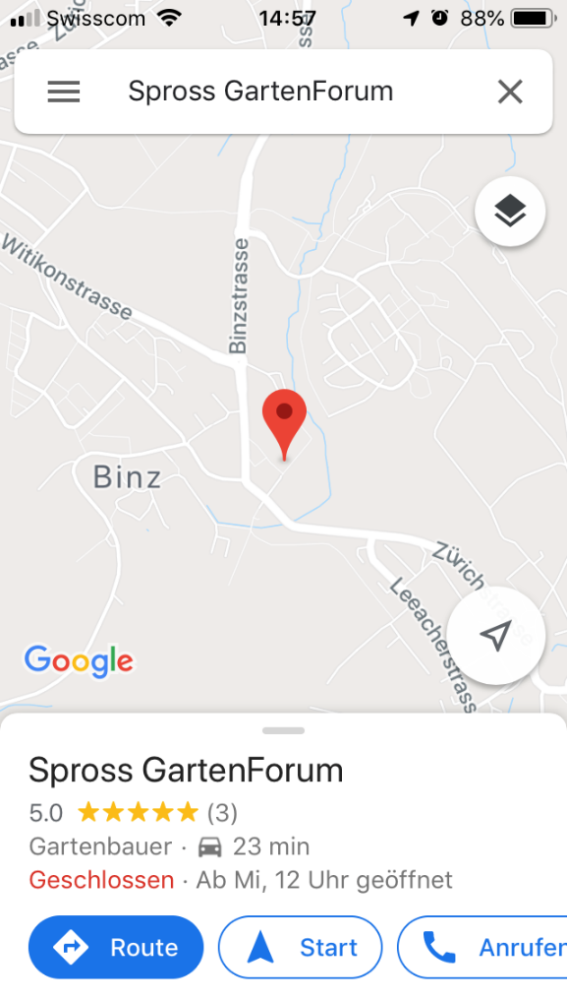 Swisscom 14:57 88%
Spross GartenForum
Witikonstrasse
Binzstrasse
Binz
Zürichstrasse
Leeacherstrass
Google
Spross GartenForum
5.0 (3)
Gartenbauer · 23 min
Geschlossen · Ab Mi, 12 Uhr geöffnet
Route Start Anrufen